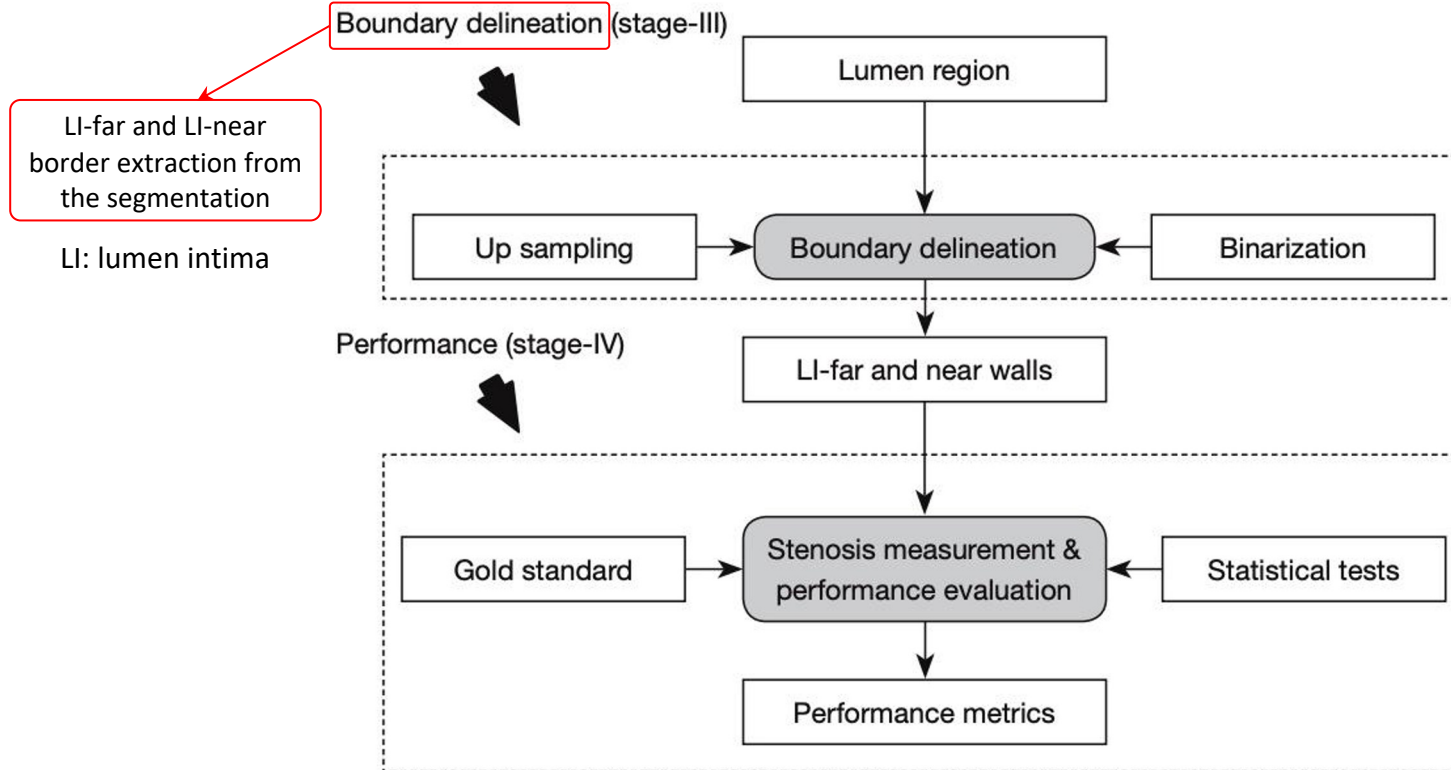 Boundary delineation (stage-III)
Lumen region
LI-far and LI-near
border extraction from
the segmentation
LI: lumen intima
Up sampling
Boundary delineation
Binarization
Performance (stage-IV)
LI-far and near walls
Gold standard
Stenosis measurement &
performance evaluation
Statistical tests
Performance metrics